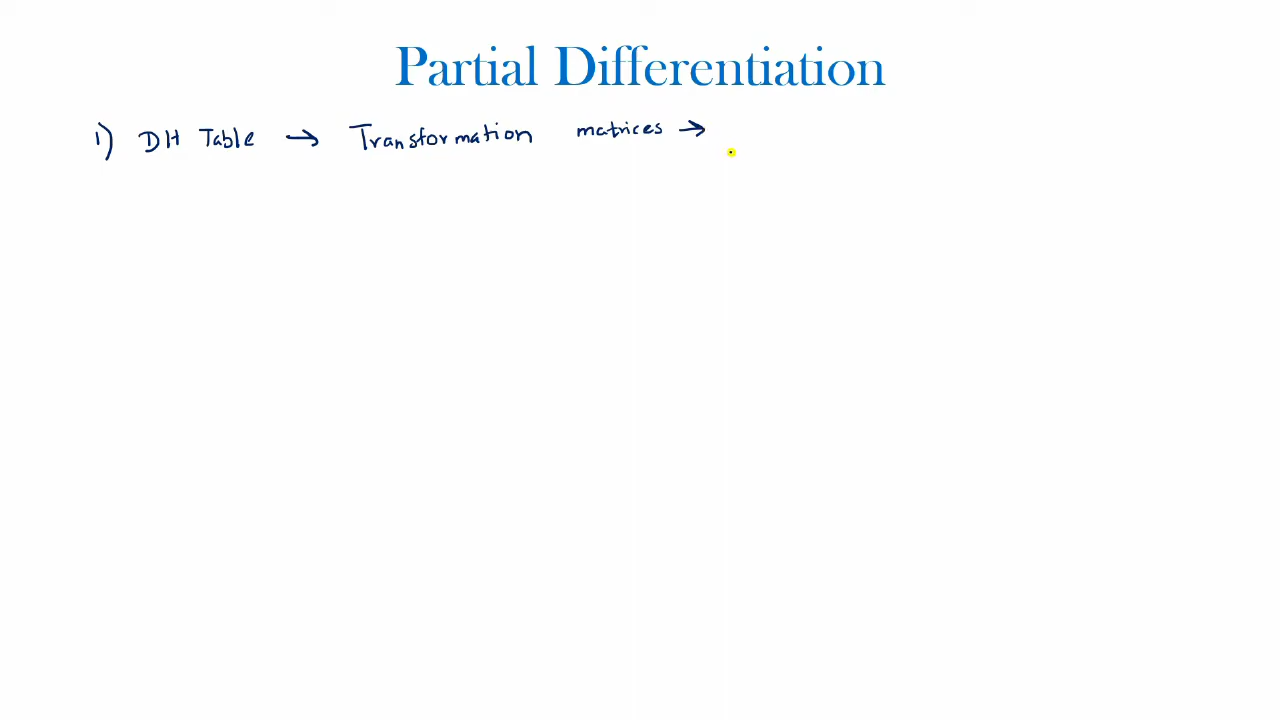 Partial Differentiation
1) DH Table → Transformation matrices →